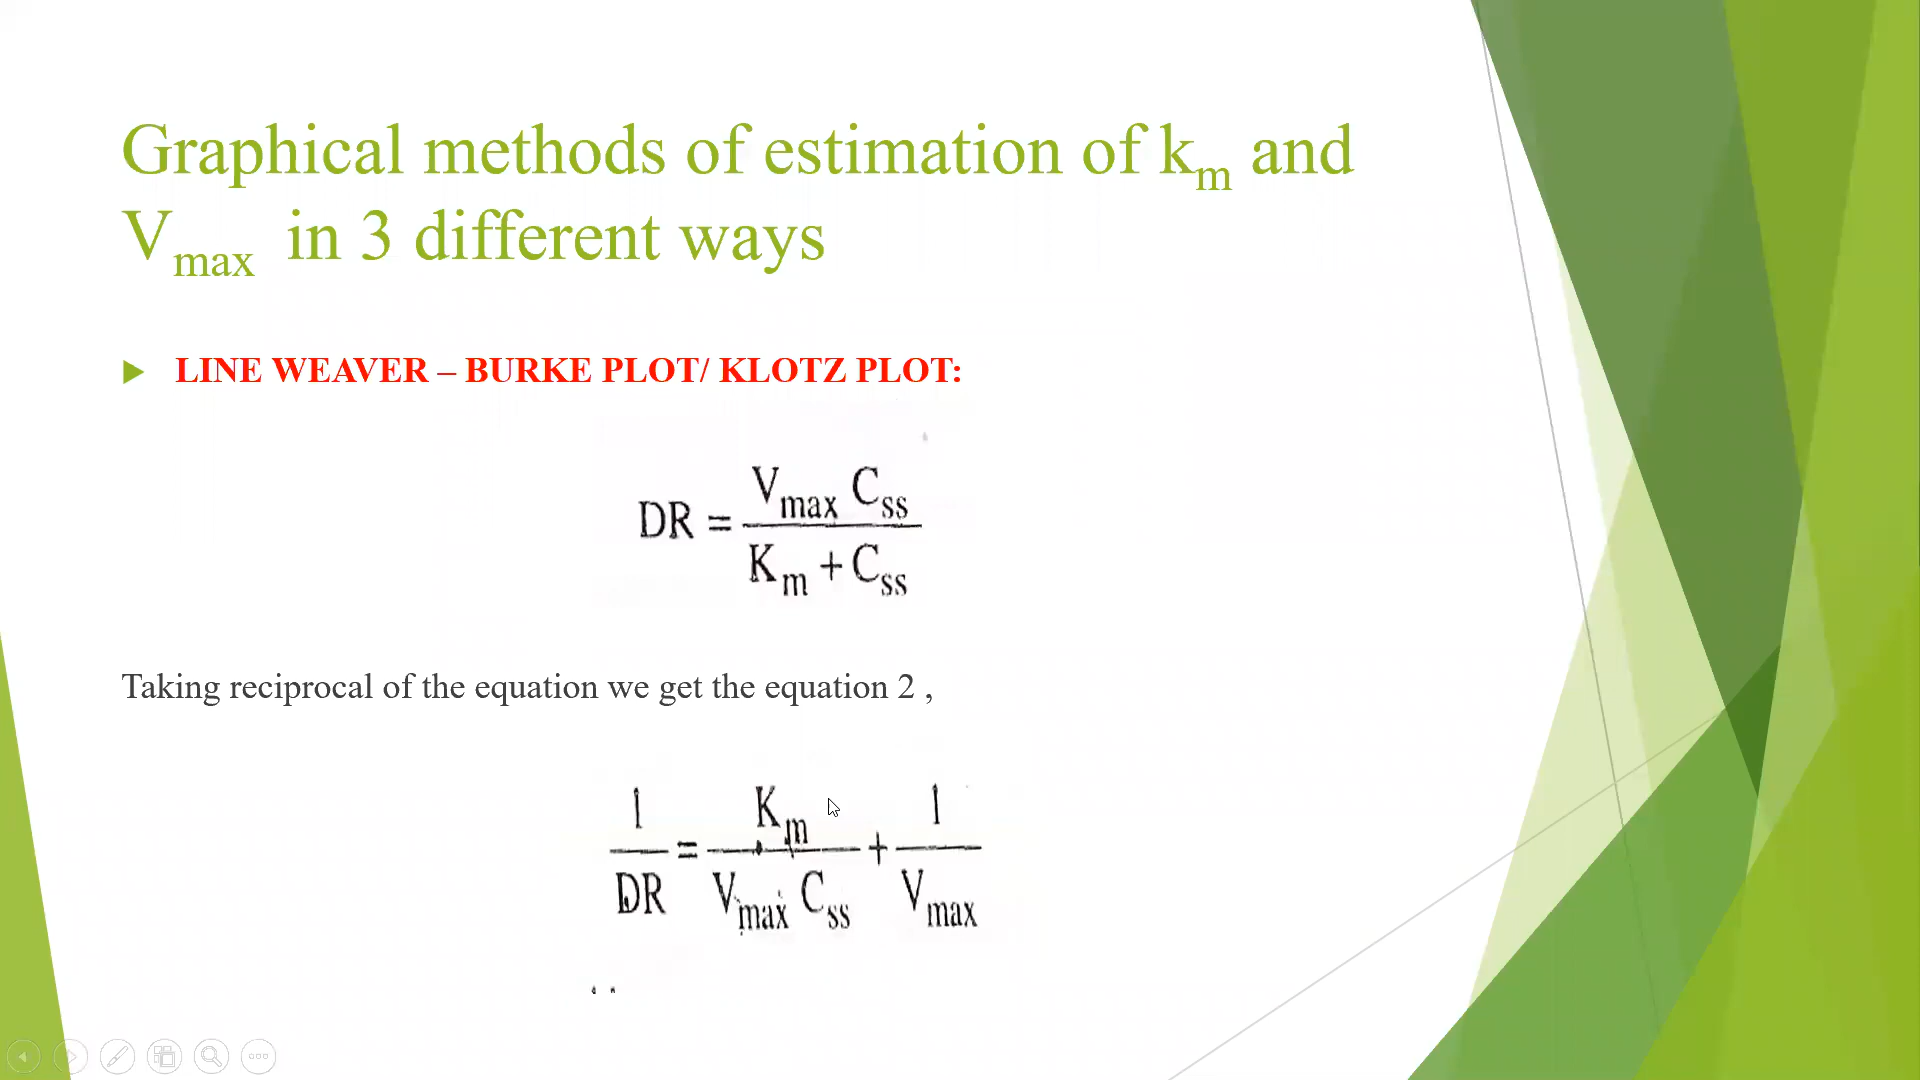 Graphical methods of estimation of kₘ and
Vₘₐₓ in 3 different ways
LINE WEAVER – BURKE PLOT/ KLOTZ PLOT:
DR = Vₘₐₓ Cₛₛ / Kₘ + Cₛₛ
Taking reciprocal of the equation we get the equation 2 ,
1 / DR = Kₘ / Vₘₐₓ Cₛₛ + 1 / Vₘₐₓ